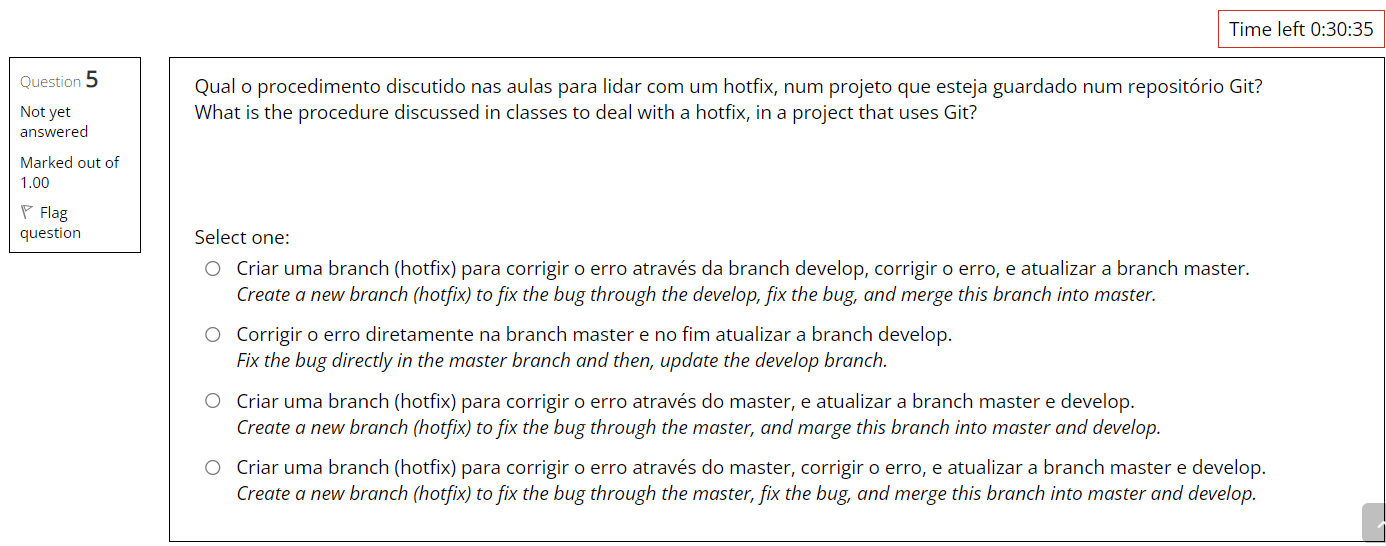 Time left 0:30:35
Question 5
Not yet
answered
Marked out of
1.00
Flag
question
Qual o procedimento discutido nas aulas para lidar com um hotfix, num projeto que esteja guardado num repositório Git?
What is the procedure discussed in classes to deal with a hotfix, in a project that uses Git?
Select one:
Criar uma branch (hotfix) para corrigir o erro através da branch develop, corrigir o erro, e atualizar a branch master.
Create a new branch (hotfix) to fix the bug through the develop, fix the bug, and merge this branch into master.
Corrigir o erro diretamente na branch master e no fim atualizar a branch develop.
Fix the bug directly in the master branch and then, update the develop branch.
Criar uma branch (hotfix) para corrigir o erro através do master, e atualizar a branch master e develop.
Create a new branch (hotfix) to fix the bug through the master, and marge this branch into master and develop.
Criar uma branch (hotfix) para corrigir o erro através do master, corrigir o erro, e atualizar a branch master e develop.
Create a new branch (hotfix) to fix the bug through the master, fix the bug, and merge this branch into master and develop.